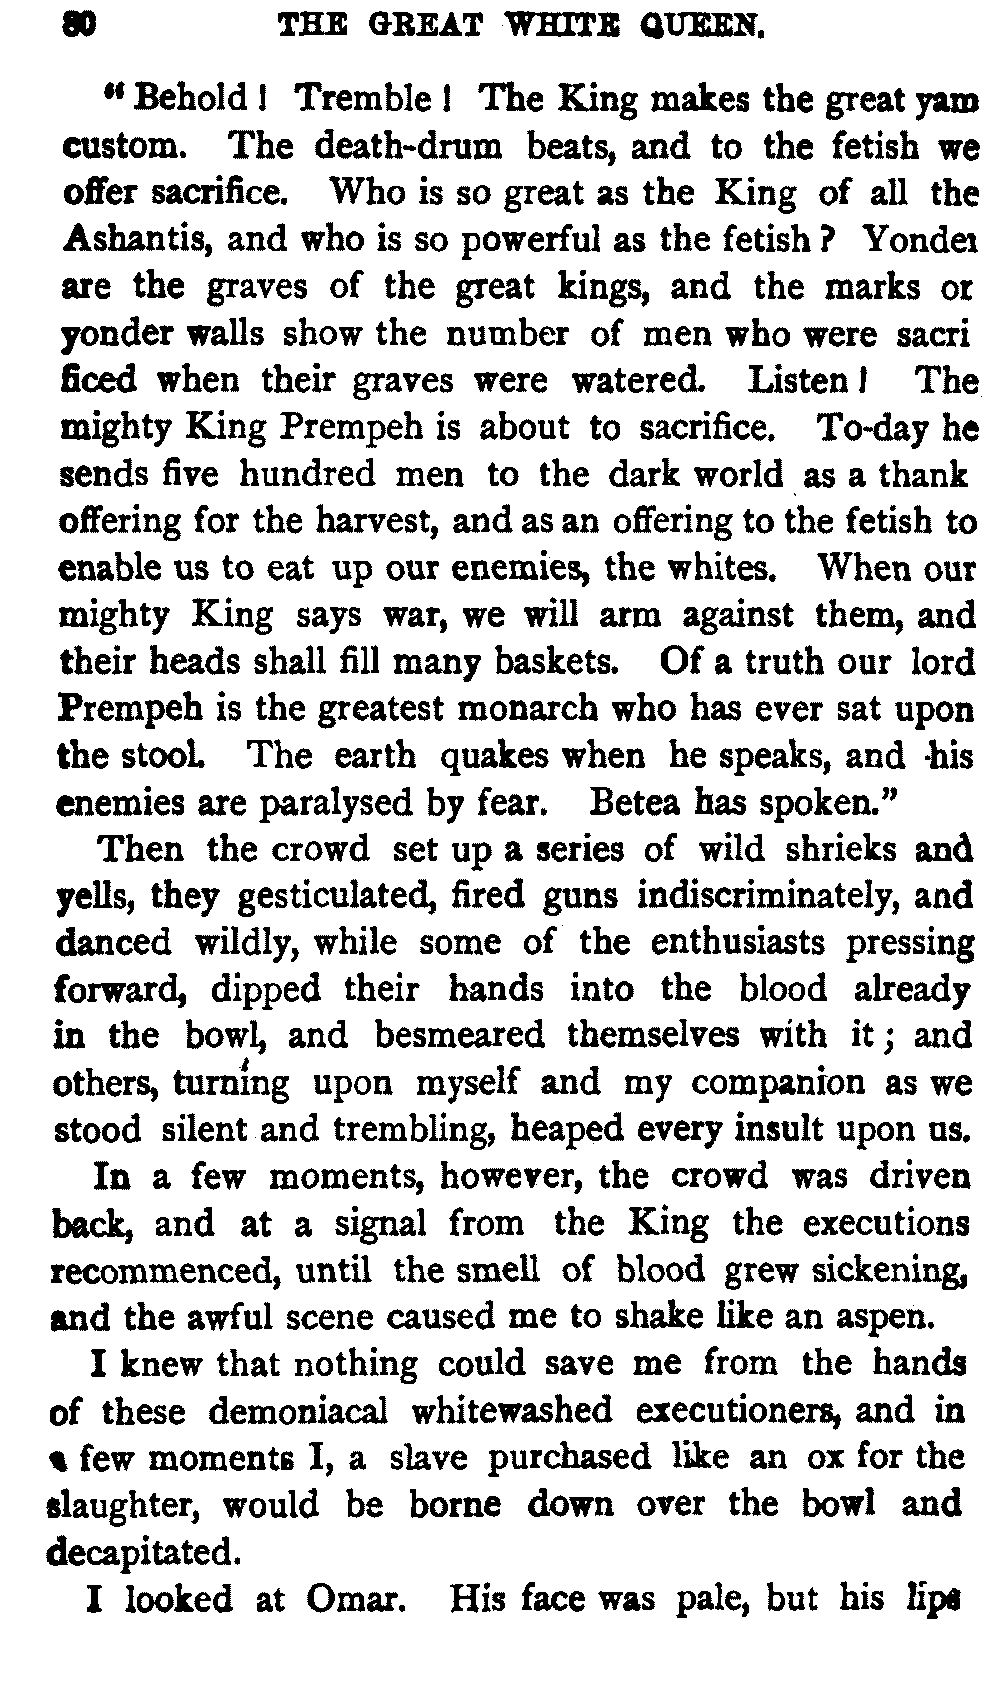 80 THE GREAT WHITE QUEEN.
"Behold! Tremble! The King makes the great yam
custom. The death-drum beats, and to the fetish we
offer sacrifice. Who is so great as the King of all the
Ashantis, and who is so powerful as the fetish? Yonder
are the graves of the great kings, and the marks or
yonder walls show the number of men who were sacri
ficed when their graves were watered. Listen! The
mighty King Prempeh is about to sacrifice. To-day he
sends five hundred men to the dark world as a thank
offering for the harvest, and as an offering to the fetish to
enable us to eat up our enemies, the whites. When our
mighty King says war, we will arm against them, and
their heads shall fill many baskets. Of a truth our lord
Prempeh is the greatest monarch who has ever sat upon
the stool. The earth quakes when he speaks, and his
enemies are paralysed by fear. Betea has spoken."
Then the crowd set up a series of wild shrieks and
yells, they gesticulated, fired guns indiscriminately, and
danced wildly, while some of the enthusiasts pressing
forward, dipped their hands into the blood already
in the bowl, and besmeared themselves with it; and
others, turning upon myself and my companion as we
stood silent and trembling, heaped every insult upon us.
In a few moments, however, the crowd was driven
back, and at a signal from the King the executions
recommenced, until the smell of blood grew sickening,
and the awful scene caused me to shake like an aspen.
I knew that nothing could save me from the hands
of these demoniacal whitewashed executioners, and in
a few moments I, a slave purchased like an ox for the
slaughter, would be borne down over the bowl and
decapitated.
I looked at Omar. His face was pale, but his lips